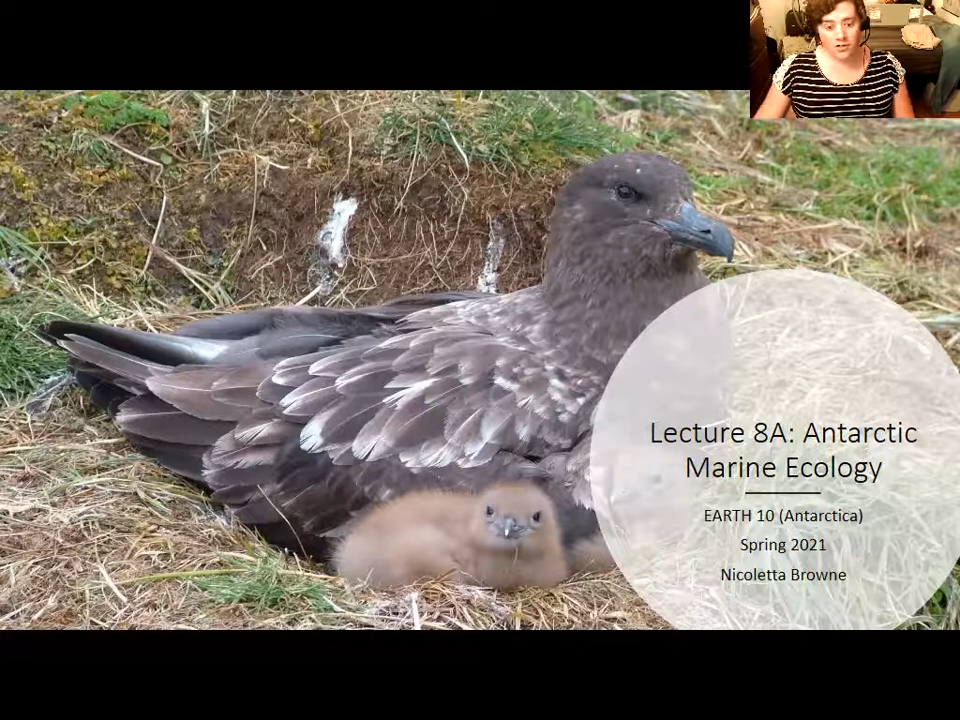 Lecture 8A: Antarctic
Marine Ecology
EARTH 10 (Antarctica)
Spring 2021
Nicoletta Browne